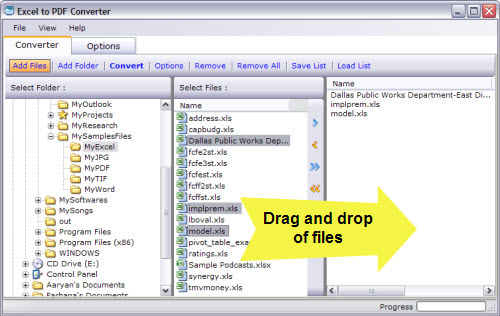 Excel to PDF Converter
File View Help
Converter Options
Add Files Add Folder Convert Options Remove Remove All Save List Load List
Select Folder :
MyOutlook
MyProjects
MyResearch
MySamplesFiles
MyExcel
MyJPG
MyPDF
MyTIF
MyWord
MySoftwares
MySongs
out
Program Files
Program Files (x86)
WINDOWS
CD Drive (E:)
Control Panel
Aaryan's Documents
Farhana's Documents
Select Files :
Name
address.xls
capbudg.xls
Dallas Public Works Dep...
fcfe2st.xls
fcfe3st.xls
fcfest.xls
fcff2st.xls
fcffst.xls
implprem.xls
lboval.xls
model.xls
pivot_table_exa
ratings.xls
Sample Podcasts.xlsx
synergy.xls
tmvmoney.xls
Name
Dallas Public Works Department-East Di...
implprem.xls
model.xls
Drag and drop
of files
Progress